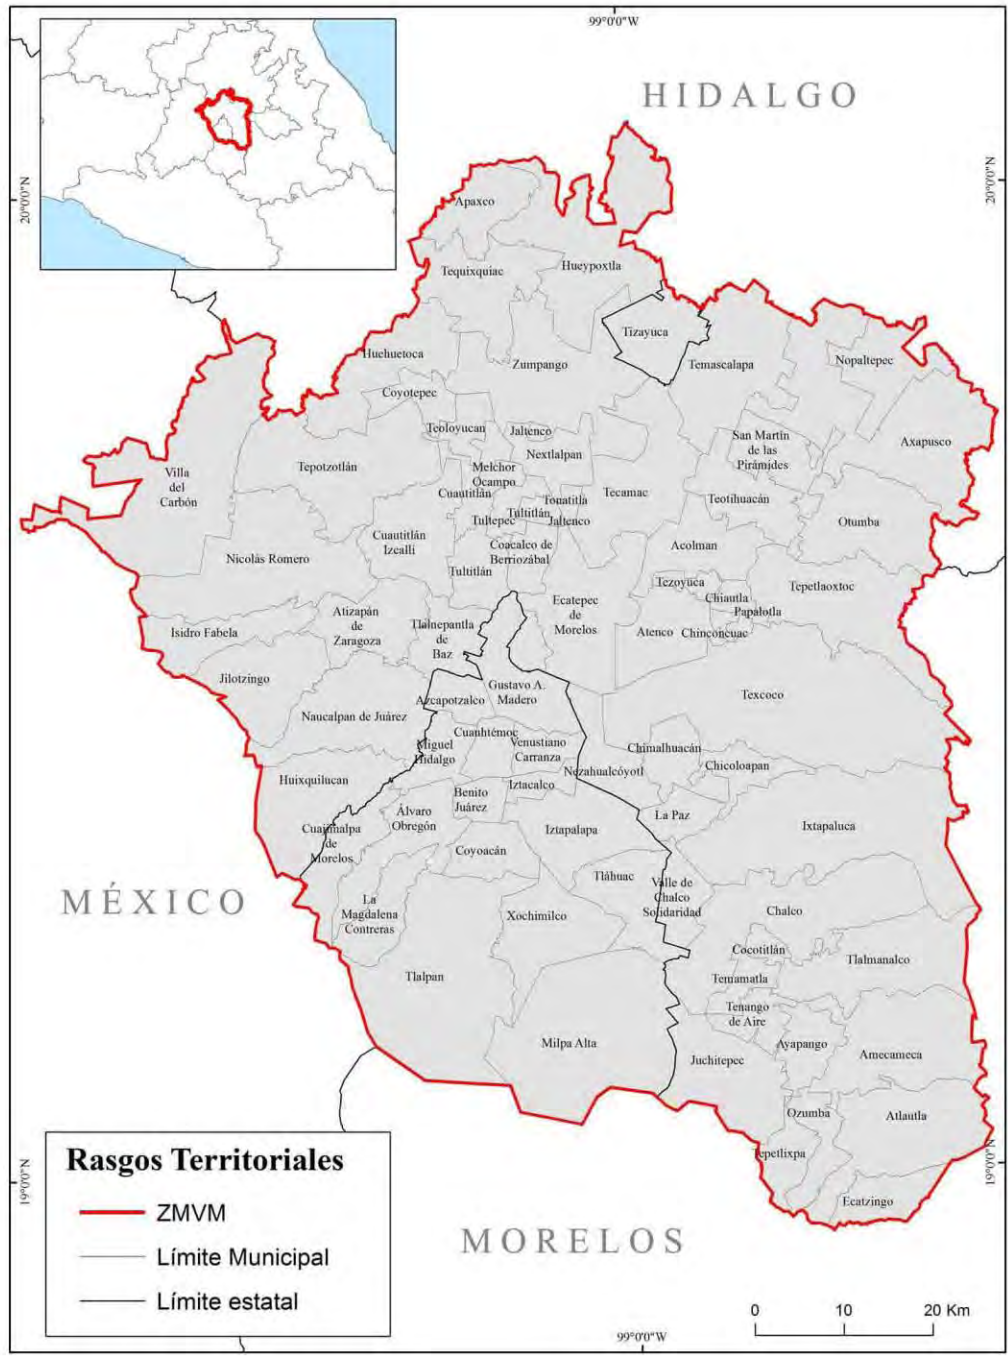 99°0'0"W
HIDALGO
20°0'0"N
20°0'0"N
Apaxco
Tequixquiac
Hueypoxtla
Tizayuca
Huehuetoca
Zumpango
Temascalapa
Nopaltepec
Coyotepec
Teoloyucan
Jaltenco
Nextlalpan
San Martín
de las
Pirámides
Axapusco
Villa
del
Carbón
Tepotzotlán
Melchor
Ocampo
Cuautitlán
Tonatitla
Tecamac
Teotihuacán
Tultepec
Tultitlán
Jaltenco
Otumba
Cuautitlán
Izcalli
Coacalco de
Berriozábal
Acolman
Nicolás Romero
Tultitlán
Tezoyuca
Tepetlaoxtoc
Chiautla
Papalotla
Isidro Fabela
Atizapán
de
Zaragoza
Tlalnepantla
de
Baz
Ecatepec
de
Morelos
Atenco
Chinconcuac
Jilotzingo
Gustavo A.
Madero
Texcoco
Azcapotzalco
Naucalpan de Juárez
Cuauhtémoc
Miguel
Hidalgo
Venustiano
Carranza
Chimalhuacán
Chicoloapan
Nezahualcóyotl
Huixquilucan
Iztacalco
Benito
Juárez
Álvaro
Obregón
La Paz
Ixtapaluca
Cuajimalpa
de
Morelos
Iztapalapa
Coyoacán
Tláhuac
Valle de
Chalco
Solidaridad
MÉXICO
La
Magdalena
Contreras
Xochimilco
Chalco
Cocotitlán
Tlalmanalco
Tlalpan
Temamatla
Tenango
de Aire
Milpa Alta
Ayapango
Amecameca
Juchitepec
Ozumba
Atlautla
Tepetlixpa
Ecatzingo
19°0'0"N
19°0'0"N
MORELOS
Rasgos Territoriales
ZMVM
Límite Municipal
Límite estatal
0 10 20 Km
99°0'0"W